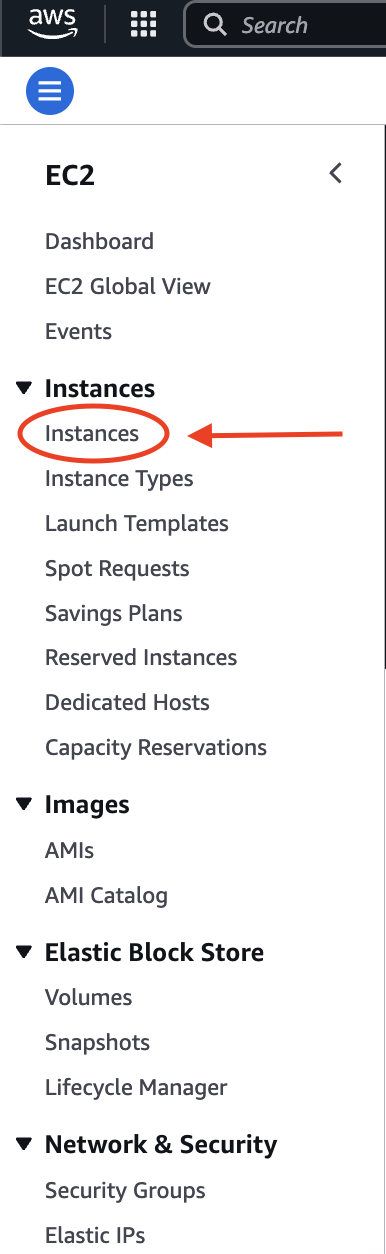 aws
Search
EC2
Dashboard
EC2 Global View
Events
Instances
Instances
Instance Types
Launch Templates
Spot Requests
Savings Plans
Reserved Instances
Dedicated Hosts
Capacity Reservations
Images
AMIs
AMI Catalog
Elastic Block Store
Volumes
Snapshots
Lifecycle Manager
Network & Security
Security Groups
Elastic IPs